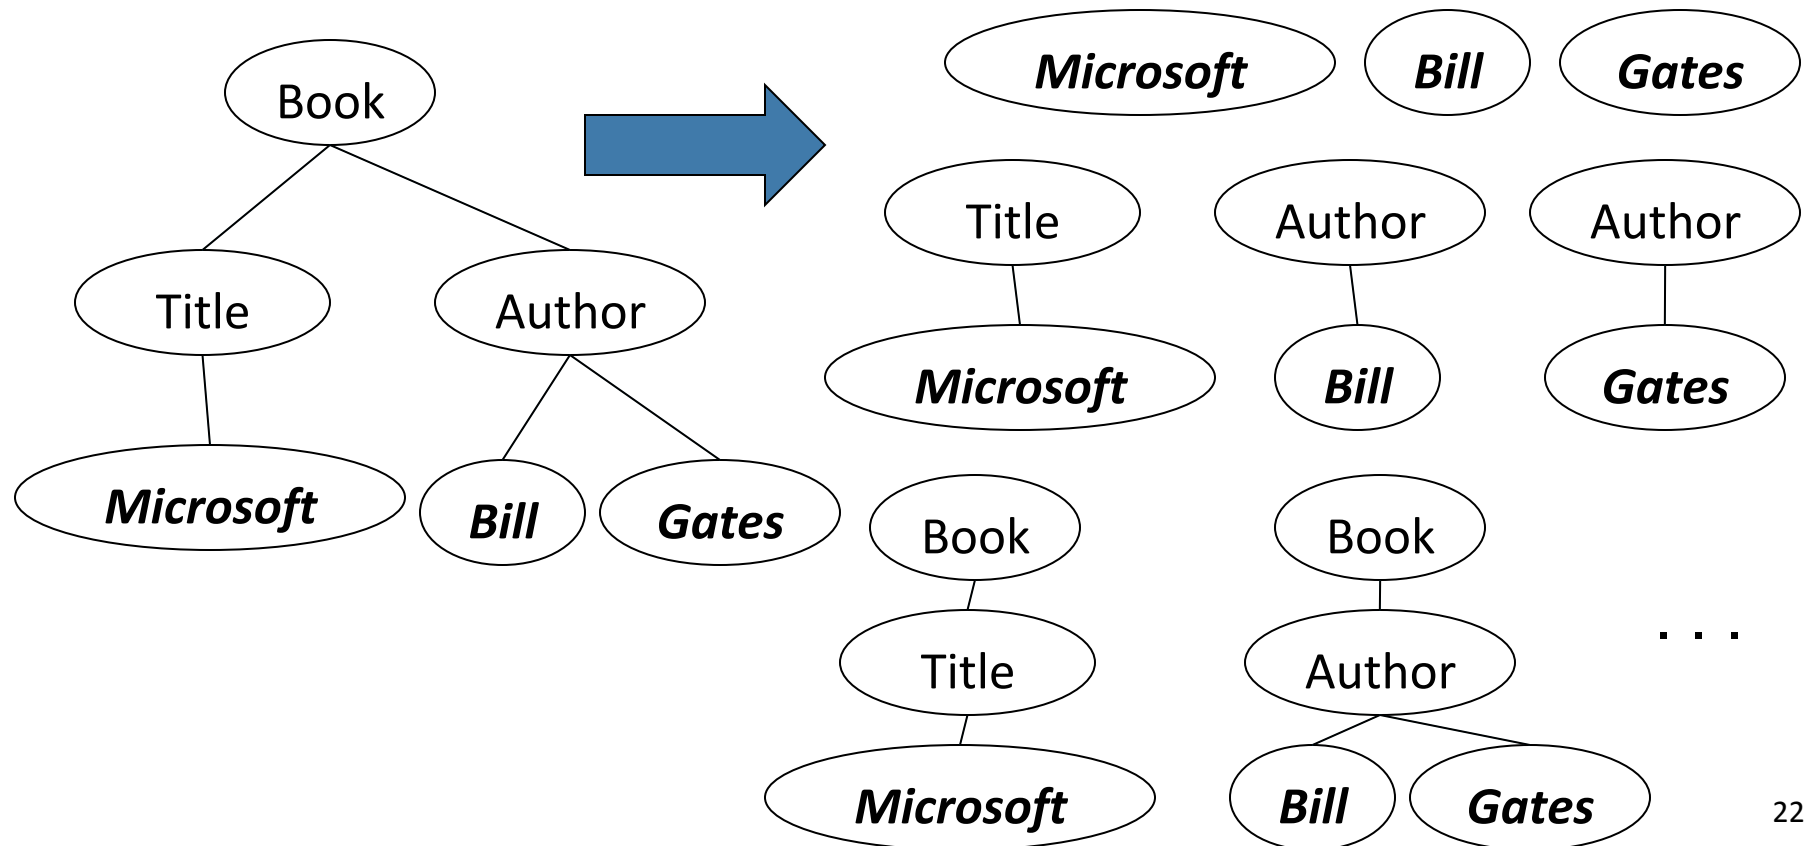 Book
Title
Author
Microsoft
Bill
Gates
Microsoft
Bill
Gates
Title
Author
Author
Microsoft
Bill
Gates
Book
Book
Title
Author
. . .
Microsoft
Bill
Gates
22